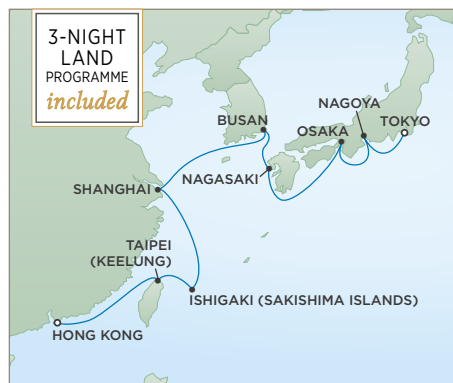 3-NIGHT
LAND
PROGRAMME
included
BUSAN
NAGOYA
OSAKA
TOKYO
NAGASAKI
SHANGHAI
TAIPEI
(KEELUNG)
ISHIGAKI (SAKISHIMA ISLANDS)
HONG KONG